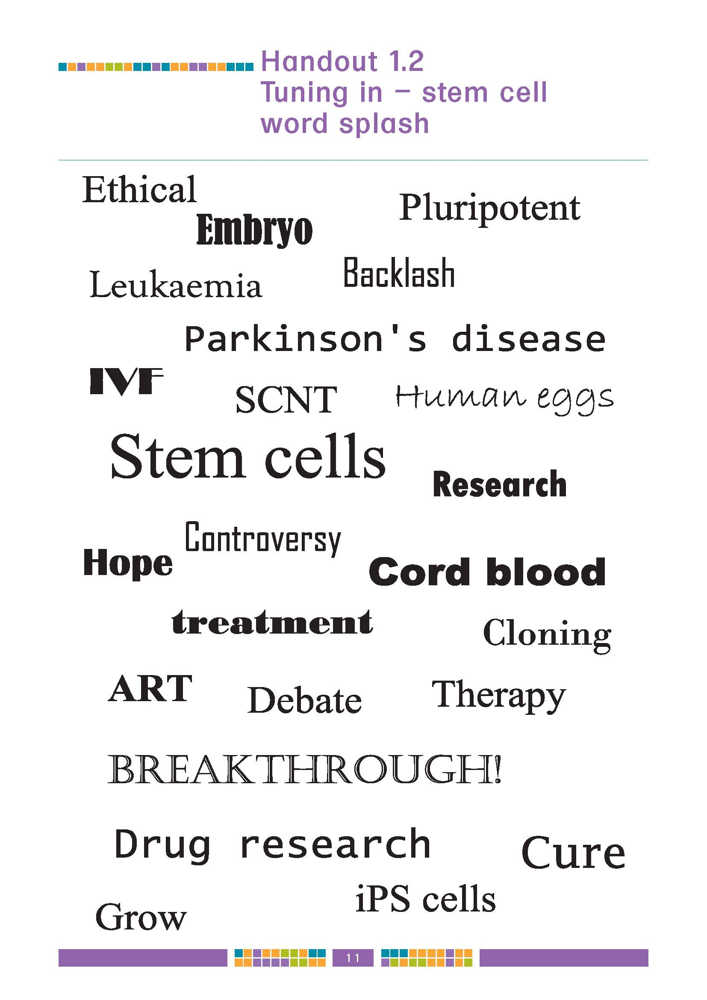 Handout 1.2
Tuning in – stem cell
word splash
Ethical
Pluripotent
Embryo
Backlash
Leukaemia
Parkinson's disease
IVF
SCNT
Human eggs
Stem cells
Research
Controversy
Hope
Cord blood
treatment
Cloning
ART
Debate
Therapy
BREAKTHROUGH!
Drug research
Cure
iPS cells
Grow
11